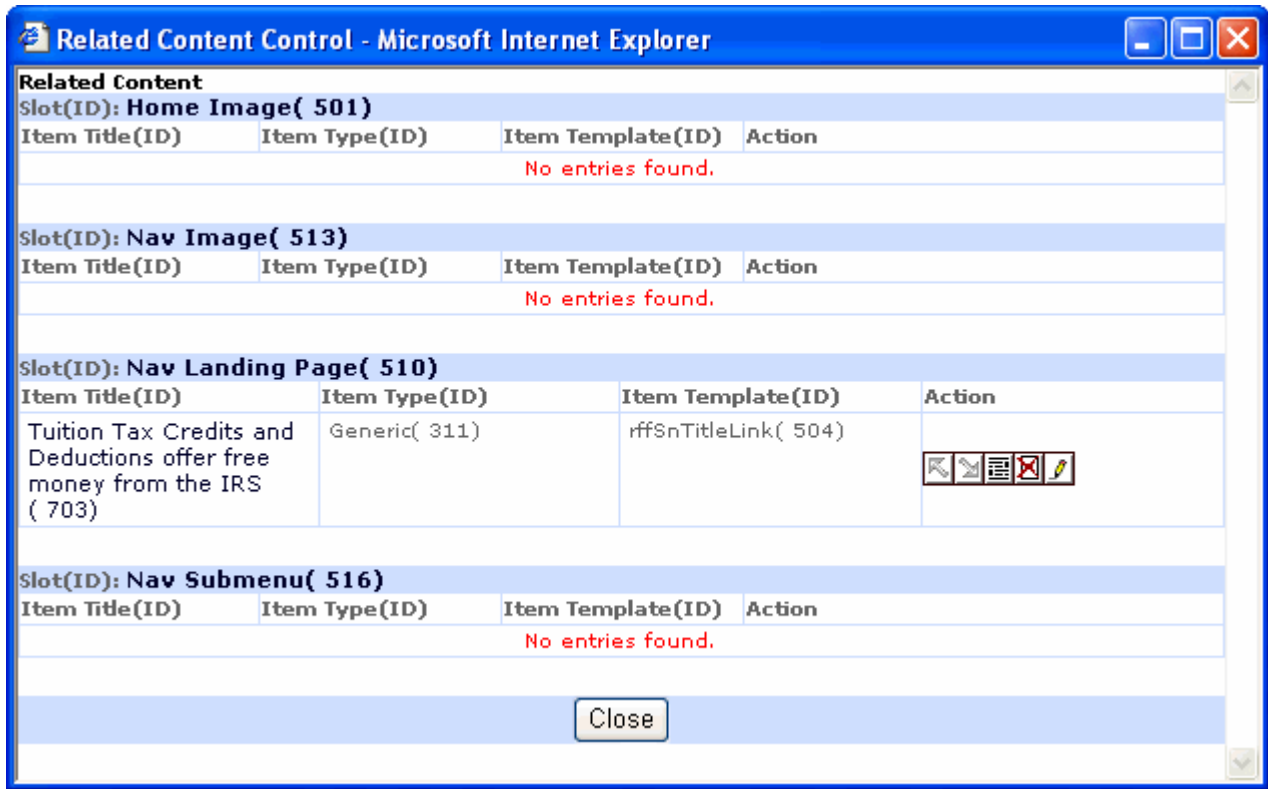 Related Content Control - Microsoft Internet Explorer
Related Content
Slot(ID): Home Image( 501)
Item Title(ID) Item Type(ID) Item Template(ID) Action
No entries found.
Slot(ID): Nav Image( 513)
Item Title(ID) Item Type(ID) Item Template(ID) Action
No entries found.
Slot(ID): Nav Landing Page( 510)
Item Title(ID) Item Type(ID) Item Template(ID) Action
Tuition Tax Credits and Generic( 311) rffSnTitleLink( 504)
Deductions offer free
money from the IRS
( 703)
Slot(ID): Nav Submenu( 516)
Item Title(ID) Item Type(ID) Item Template(ID) Action
No entries found.
Close